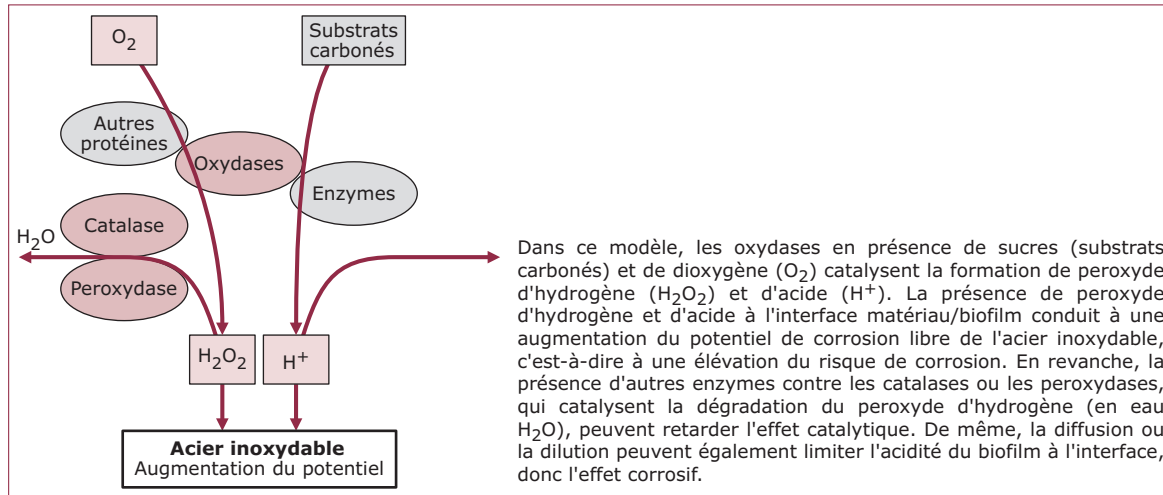 O2
Substrats
carbonés
Autres
protéines
Oxydases
Enzymes
Catalase
H2O
Peroxydase
H2O2
H+
Acier inoxydable
Augmentation du potentiel
Dans ce modèle, les oxydases en présence de sucres (substrats
carbonés) et de dioxygène (O2) catalysent la formation de peroxyde
d'hydrogène (H2O2) et d'acide (H+). La présence de peroxyde
d'hydrogène et d'acide à l'interface matériau/biofilm conduit à une
augmentation du potentiel de corrosion libre de l'acier inoxydable,
c'est-à-dire à une élévation du risque de corrosion. En revanche, la
présence d'autres enzymes contre les catalases ou les peroxydases,
qui catalysent la dégradation du peroxyde d'hydrogène (en eau
H2O), peuvent retarder l'effet catalytique. De même, la diffusion ou
la dilution peuvent également limiter l'acidité du biofilm à l'interface,
donc l'effet corrosif.